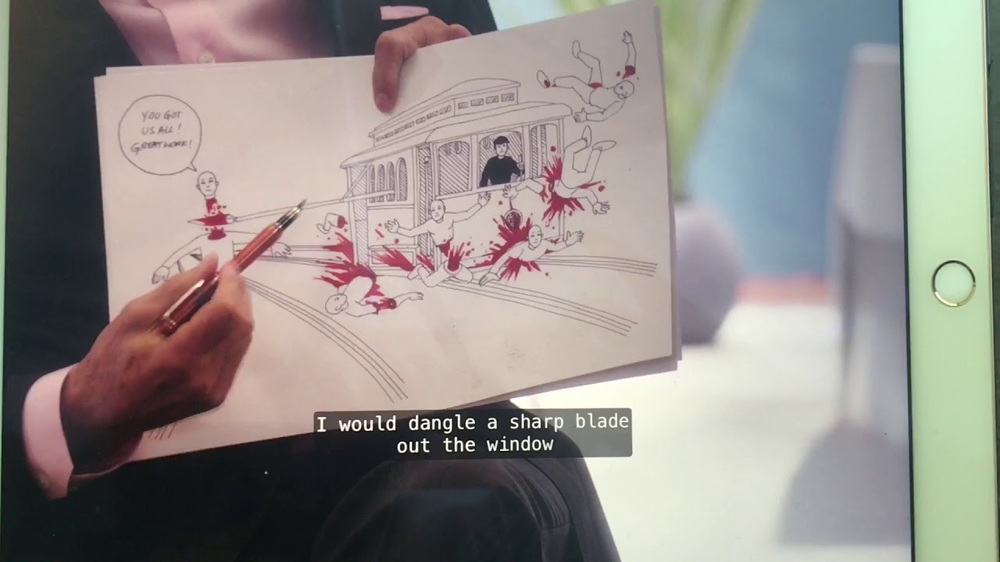 YOU GOT
US ALL!
GREAT WORK!
I would dangle a sharp blade
out the window